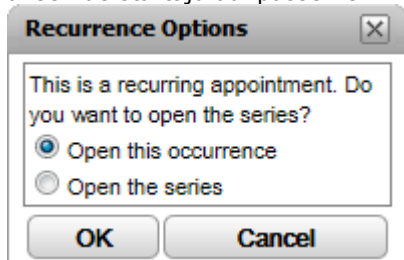 Recurrence Options
This is a recurring appointment. Do
you want to open the series?
Open this occurrence
Open the series
OK Cancel